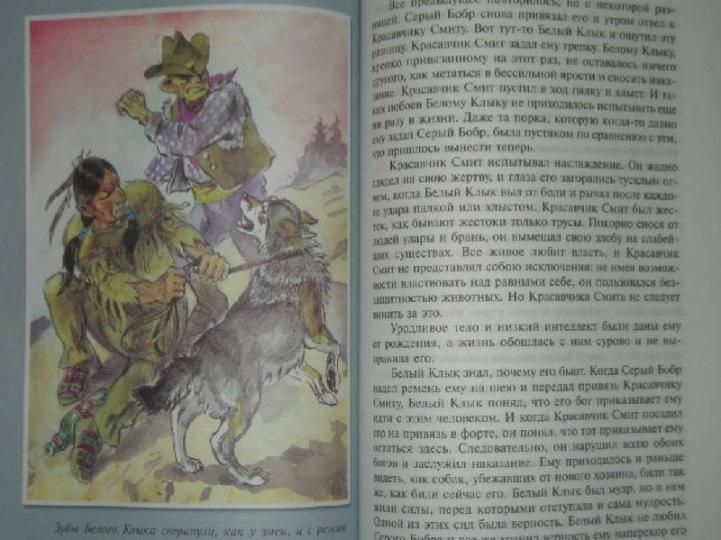 Зубы Белого Клыка сверкнули, как у змеи, и с резким
Все предыдущее повторилось, но с некоторой раз-
ницей. Серый Бобр снова привязал его и утром отвел к
Красавчику Смиту. Вот тут-то Белый Клык и ощутил эту
разницу. Красавчик Смит задал ему трепку. Белому Клыку,
крепко привязанному на этот раз, не оставалось ничего
другого, как метаться в бессильной ярости и сносить нака-
зание. Красавчик Смит пустил в ход палку и хлыст. И та-
ких побоев Белому Клыку не приходилось испытывать еще
ни разу в жизни. Даже та порка, которую когда-то давно
ему задал Серый Бобр, была пустяком по сравнению с тем,
что пришлось вынести теперь.
Красавчик Смит испытывал наслаждение. Он жадно
глядел на свою жертву, и глаза его загорались тусклым ог-
нем, когда Белый Клык выл от боли и рычал после каждо-
го удара палкой или хлыстом. Красавчик Смит был жес-
ток, как бывают жестоки только трусы. Покорно снося от
людей удары и брань, он вымещал свою злобу на слабей-
ших существах. Все живое любит власть, и Красавчик
Смит не представлял собою исключения: не имея возмож-
ности властвовать над равными себе, он пользовался без-
защитностью животных. Но Красавчика Смита не следует
винить за это.
Уродливое тело и низкий интеллект были даны ему
от рождения, а жизнь обошлась с ним сурово и не вы-
правила его.
Белый Клык знал, почему его бьют. Когда Серый Бобр
надел ремень ему на шею и передал привязь Красавчику
Смиту, Белый Клык понял, что его бог приказывает ему
идти с этим человеком. И когда Красавчик Смит посадил
его на привязь в форте, он понял, что тот приказывает ему
остаться здесь. Следовательно, он нарушил волю обоих
богов и заслужил наказание. Ему приходилось и раньше
видеть, как собак, убежавших от нового хозяина, били так
же, как били сейчас его. Белый Клык был мудр, но в нем
жили силы, перед которыми отступала и сама мудрость.
Одной из этих сил была верность. Белый Клык не любил
Серого Бобра и все же хранил верность ему наперекор его